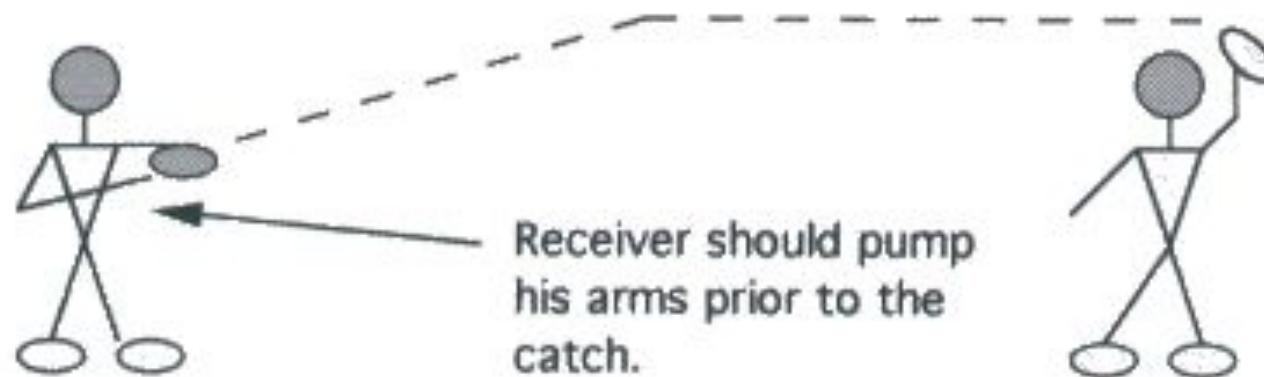 Receiver should pump
his arms prior to the
catch.